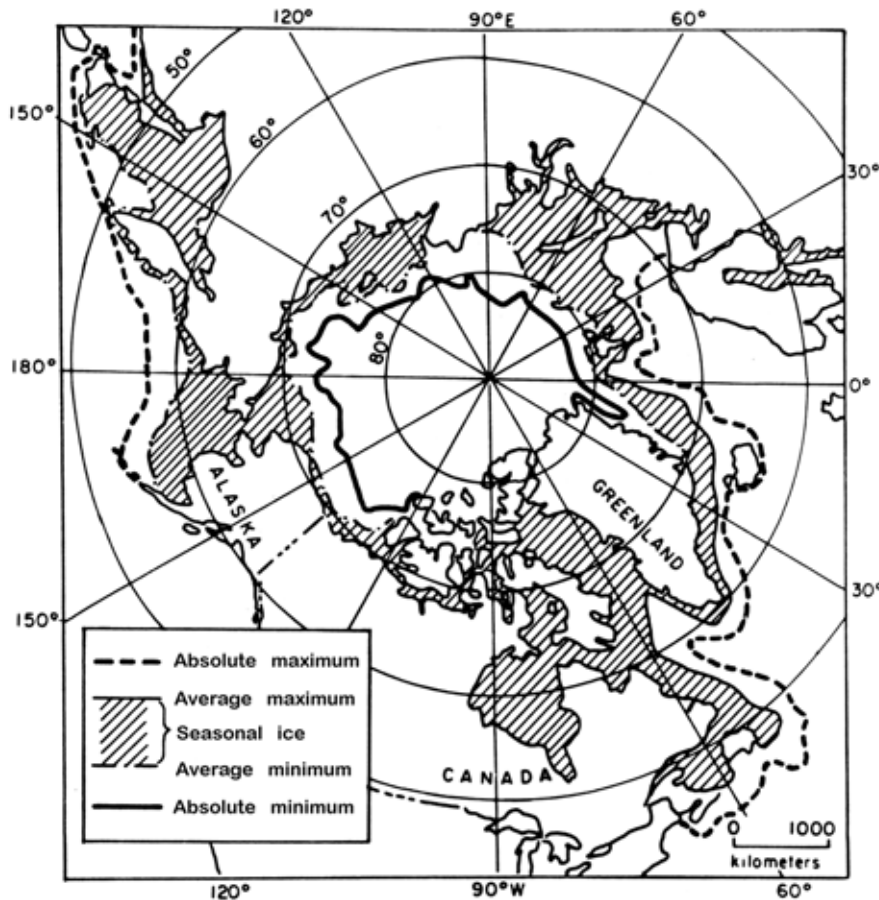 120°
90°E
60°
50°
150°
60°
30°
70°
80°
180°
0°
ALASKA
GREENLAND
150°
30°
Absolute maximum
Average maximum
Seasonal ice
Average minimum
Absolute minimum
CANADA
0 1000
kilometers
120°
90°W
60°